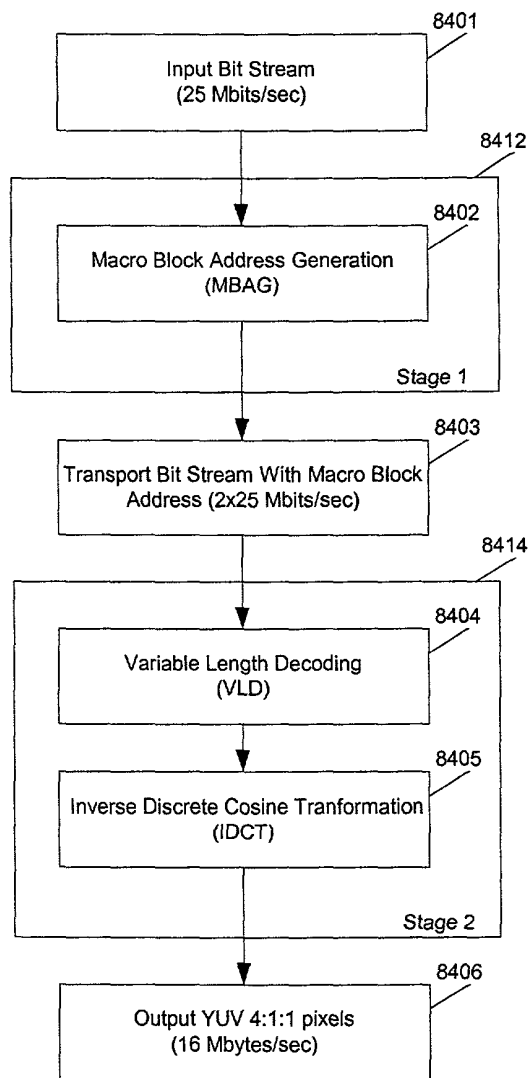 8401
Input Bit Stream
(25 Mbits/sec)
8412
8402
Macro Block Address Generation
(MBAG)
Stage 1
8403
Transport Bit Stream With Macro Block
Address (2x25 Mbits/sec)
8414
8404
Variable Length Decoding
(VLD)
8405
Inverse Discrete Cosine Tranformation
(IDCT)
Stage 2
8406
Output YUV 4:1:1 pixels
(16 Mbytes/sec)